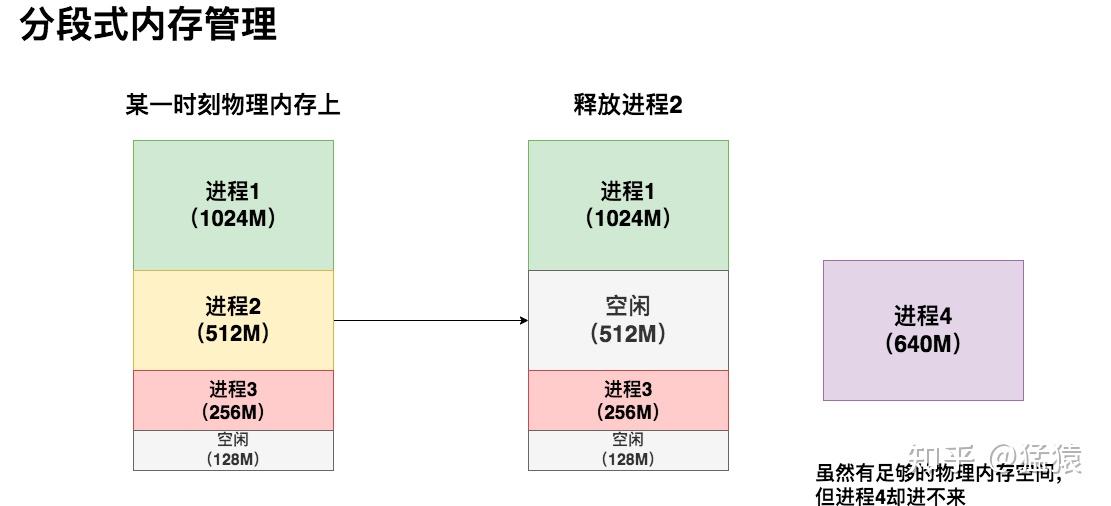 分段式内存管理
某一时刻物理内存上
释放进程2
进程1
(1024M)
进程2
(512M)
进程3
(256M)
空闲
(128M)
进程1
(1024M)
空闲
(512M)
进程3
(256M)
空闲
(128M)
进程4
(640M)
知乎 @猛猿
虽然有足够的物理内存空间，
但进程4却进不来